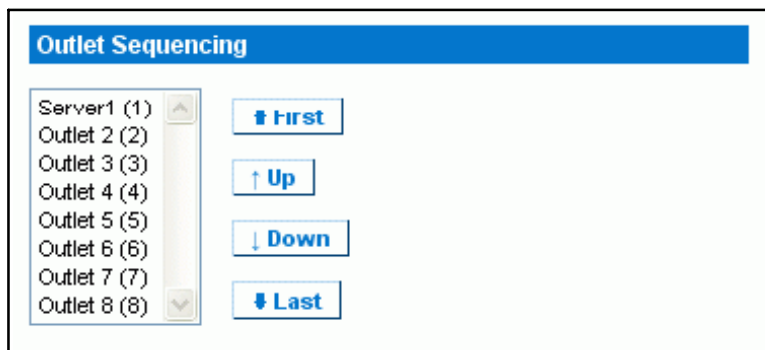 Outlet Sequencing
Server1 (1)
Outlet 2 (2)
Outlet 3 (3)
Outlet 4 (4)
Outlet 5 (5)
Outlet 6 (6)
Outlet 7 (7)
Outlet 8 (8)
First
↑ Up
↓ Down
Last